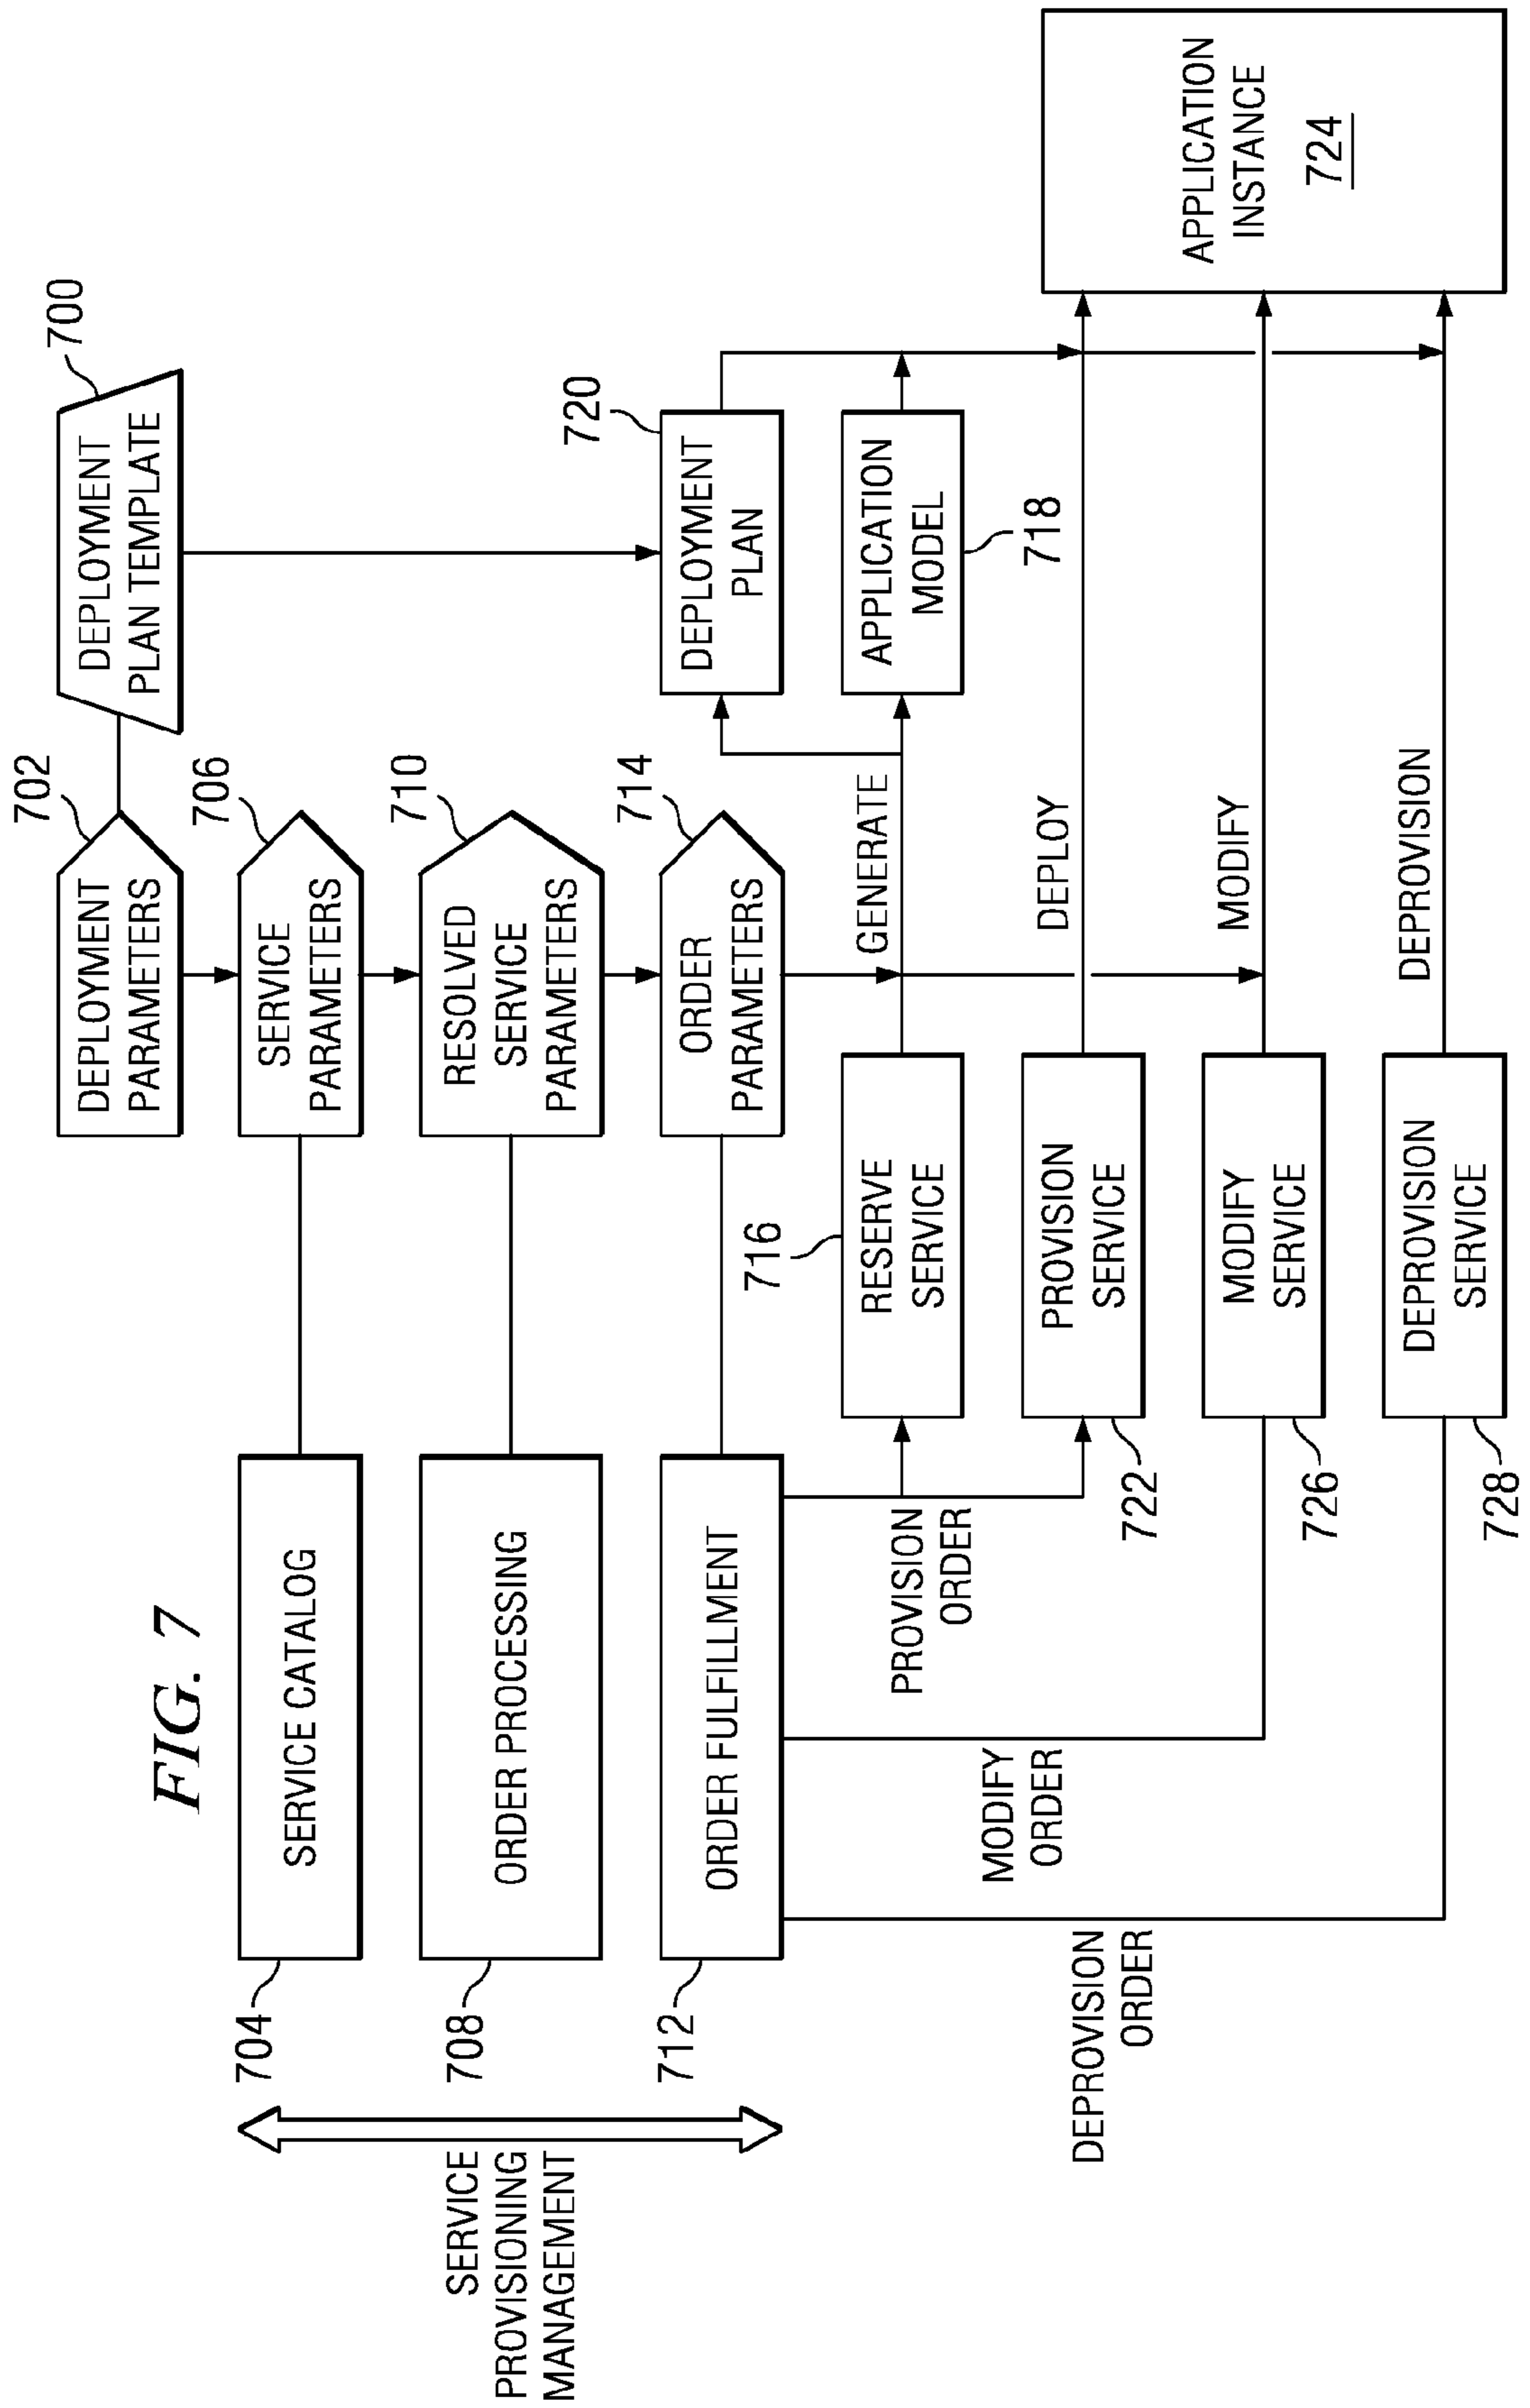 FIG. 7
700
702
DEPLOYMENT
PARAMETERS
DEPLOYMENT
PLAN TEMPLATE
704
SERVICE CATALOG
706
SERVICE
PARAMETERS
SERVICE
PROVISIONING
MANAGEMENT
708
ORDER PROCESSING
710
RESOLVED
SERVICE
PARAMETERS
712
ORDER FULFILLMENT
714
ORDER
PARAMETERS
720
DEPLOYMENT
PLAN
PROVISION
ORDER
716
RESERVE
SERVICE
GENERATE
APPLICATION
MODEL
718
MODIFY
ORDER
722
PROVISION
SERVICE
DEPLOY
DEPROVISION
ORDER
726
MODIFY
SERVICE
MODIFY
APPLICATION
INSTANCE
724
728
DEPROVISION
SERVICE
DEPROVISION